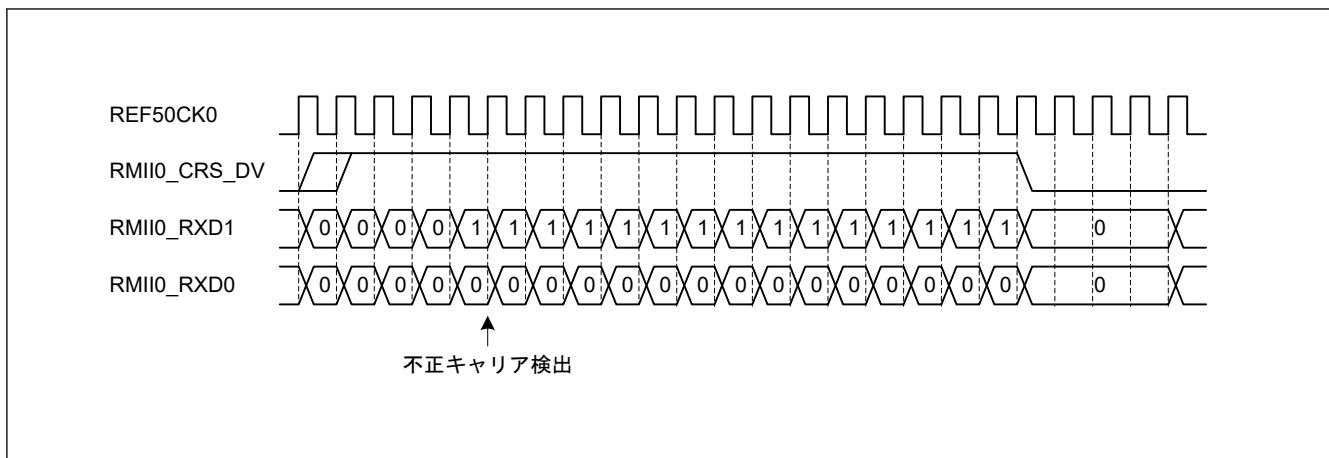 REF50CK0
RMII0_CRS_DV
RMII0_RXD1 0 0 0 0 1 1 1 1 1 1 1 1 1 1 1 1 1 1 1 0
RMII0_RXD0 0 0 0 0 0 0 0 0 0 0 0 0 0 0 0 0 0 0 0 0
不正キャリア検出